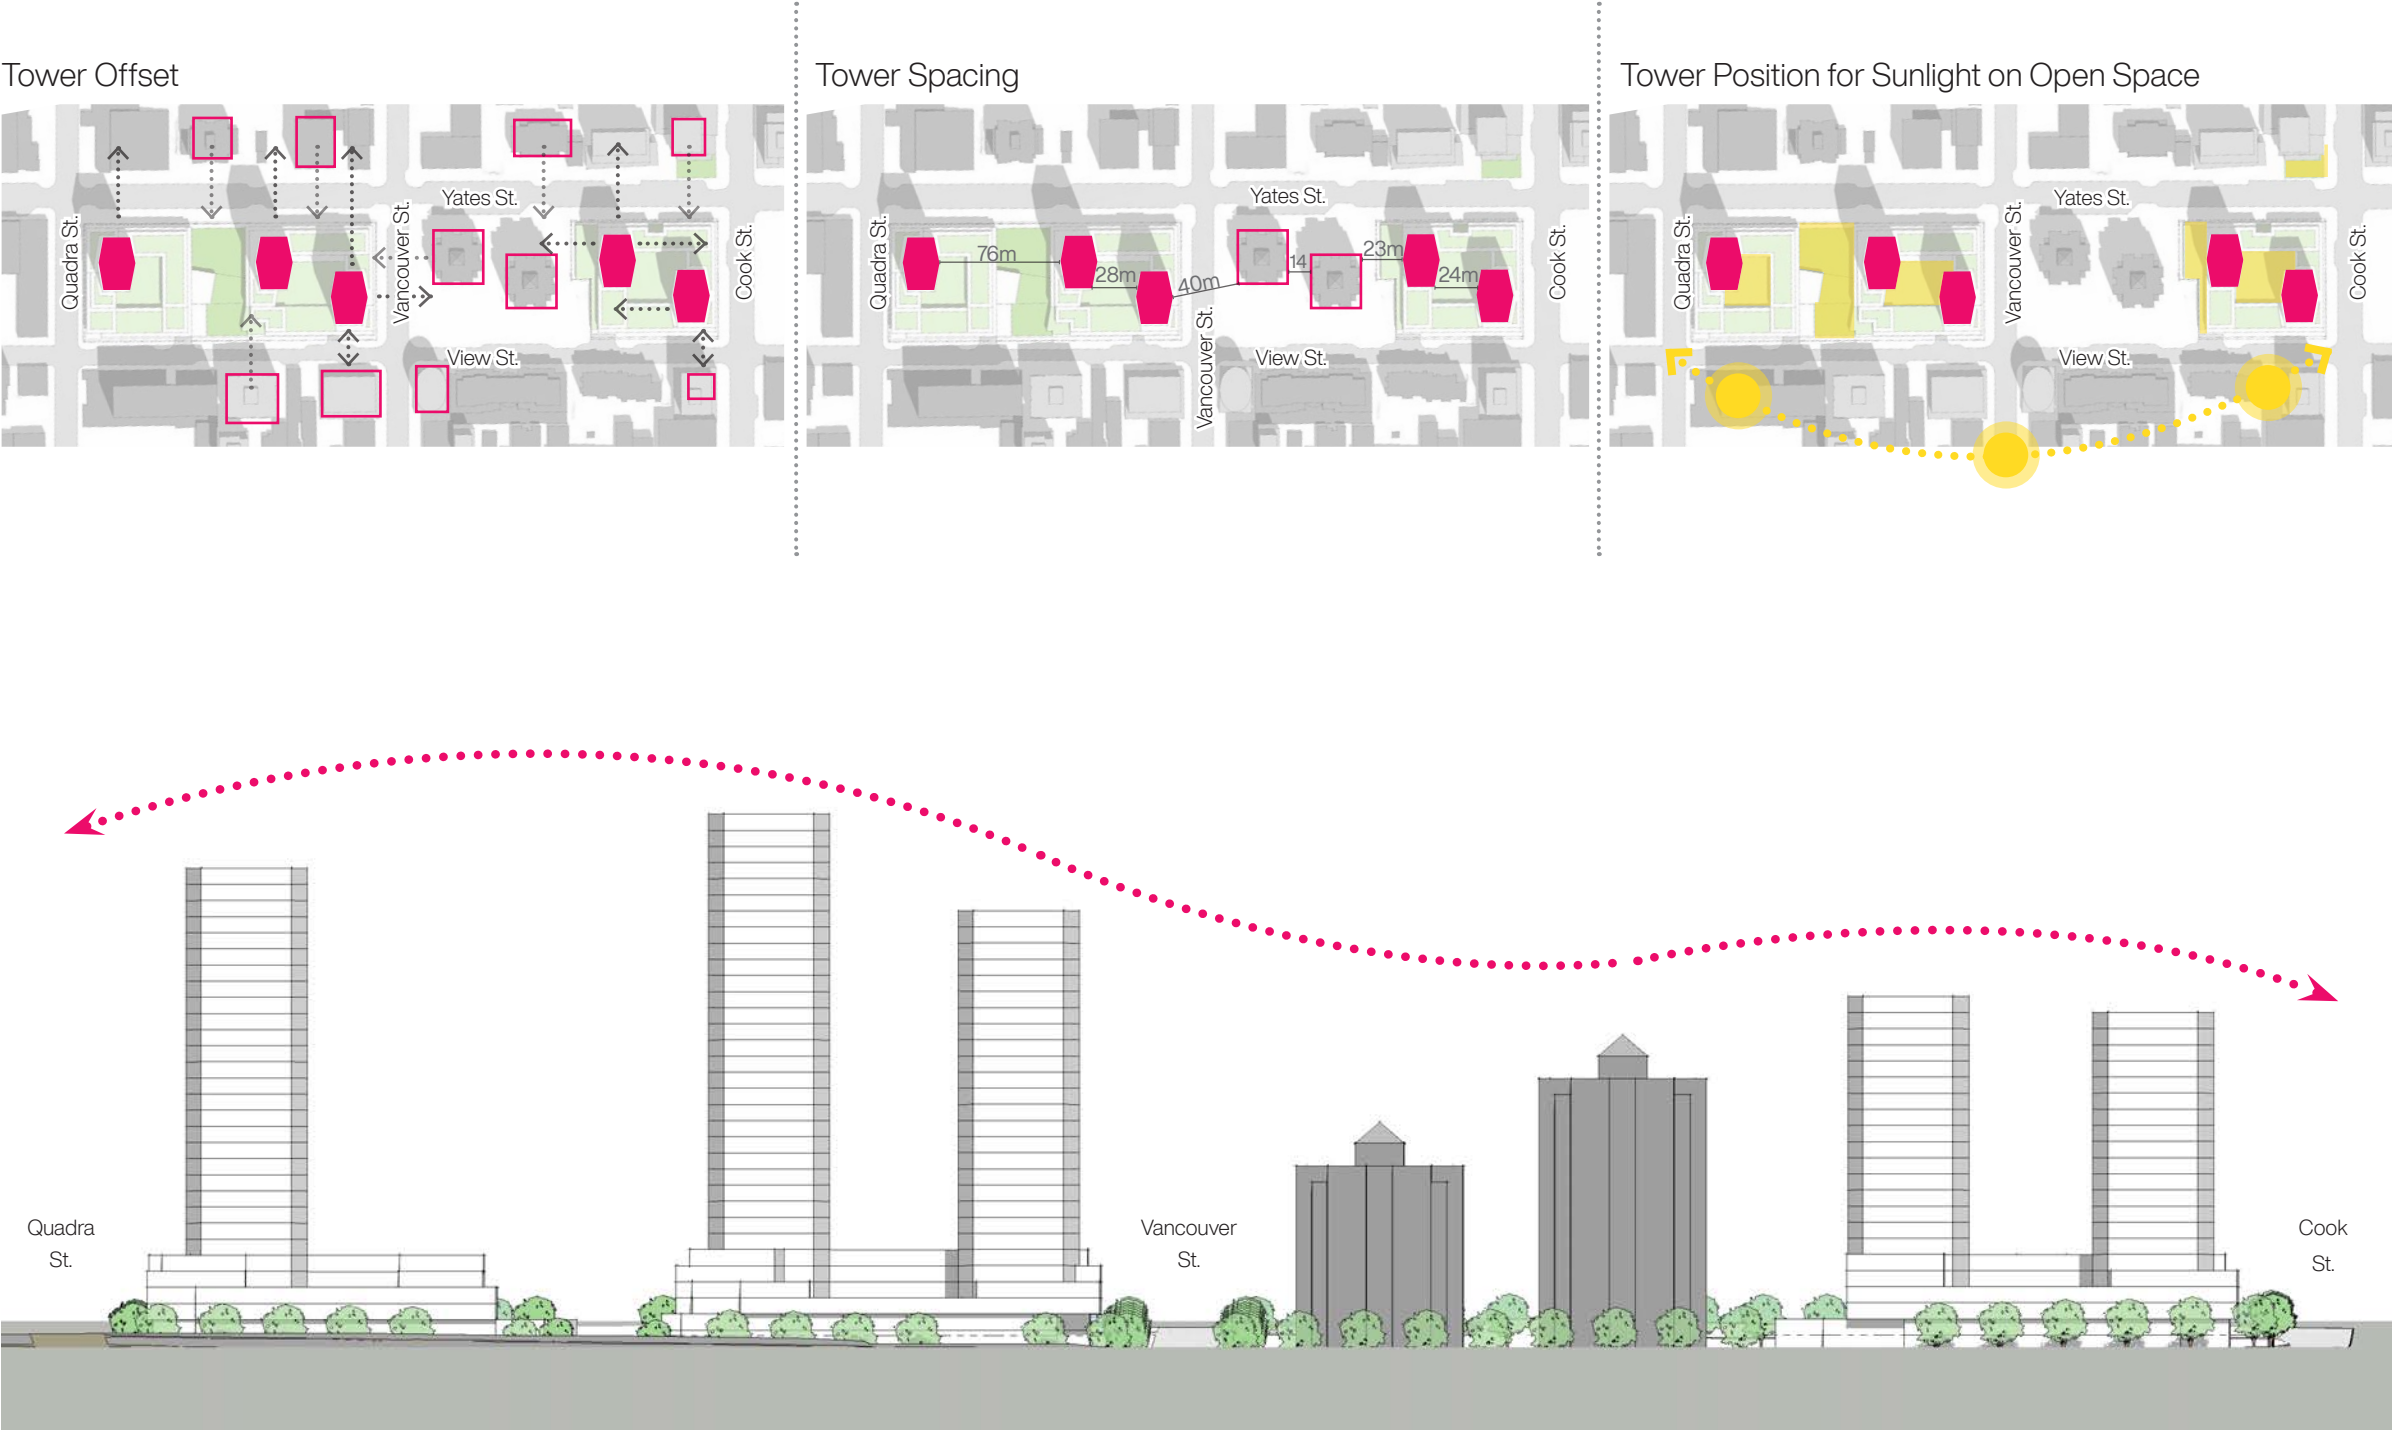 Tower Offset
Yates St.
Quadra St.
Vancouver St.
Cook St.
View St.
Tower Spacing
Yates St.
Quadra St.
76m
28m
40m
14
23m
24m
Cook St.
Vancouver St.
View St.
Tower Position for Sunlight on Open Space
Yates St.
Quadra St.
Vancouver St.
Cook St.
View St.
Quadra
St.
Vancouver
St.
Cook
St.